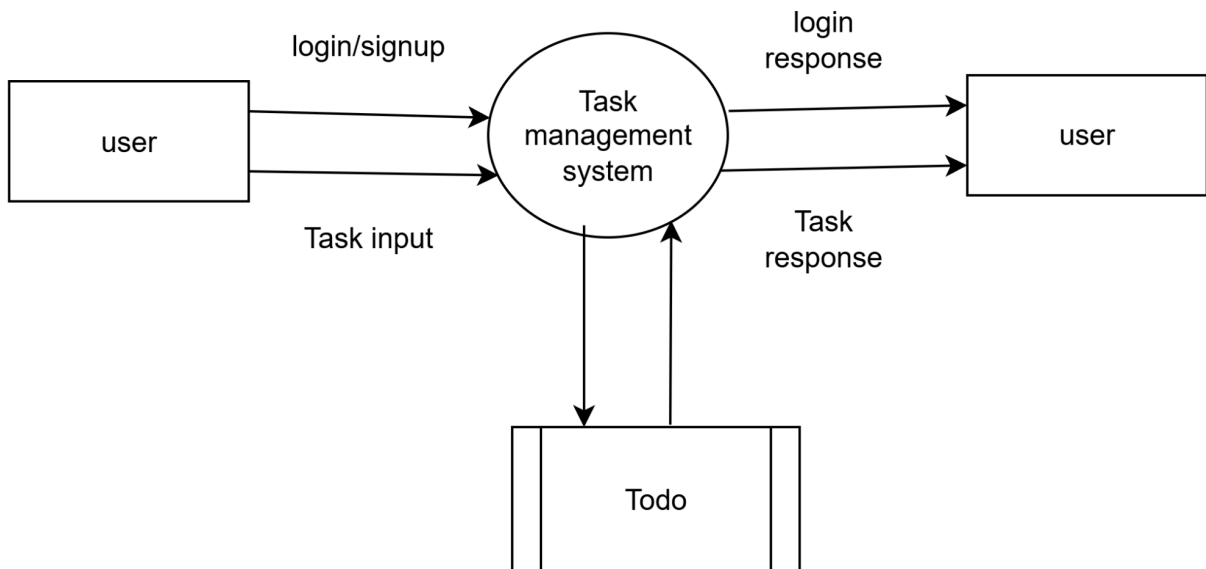 login/signup
login
response
user
Task
management
system
user
Task input
Task
response
Todo